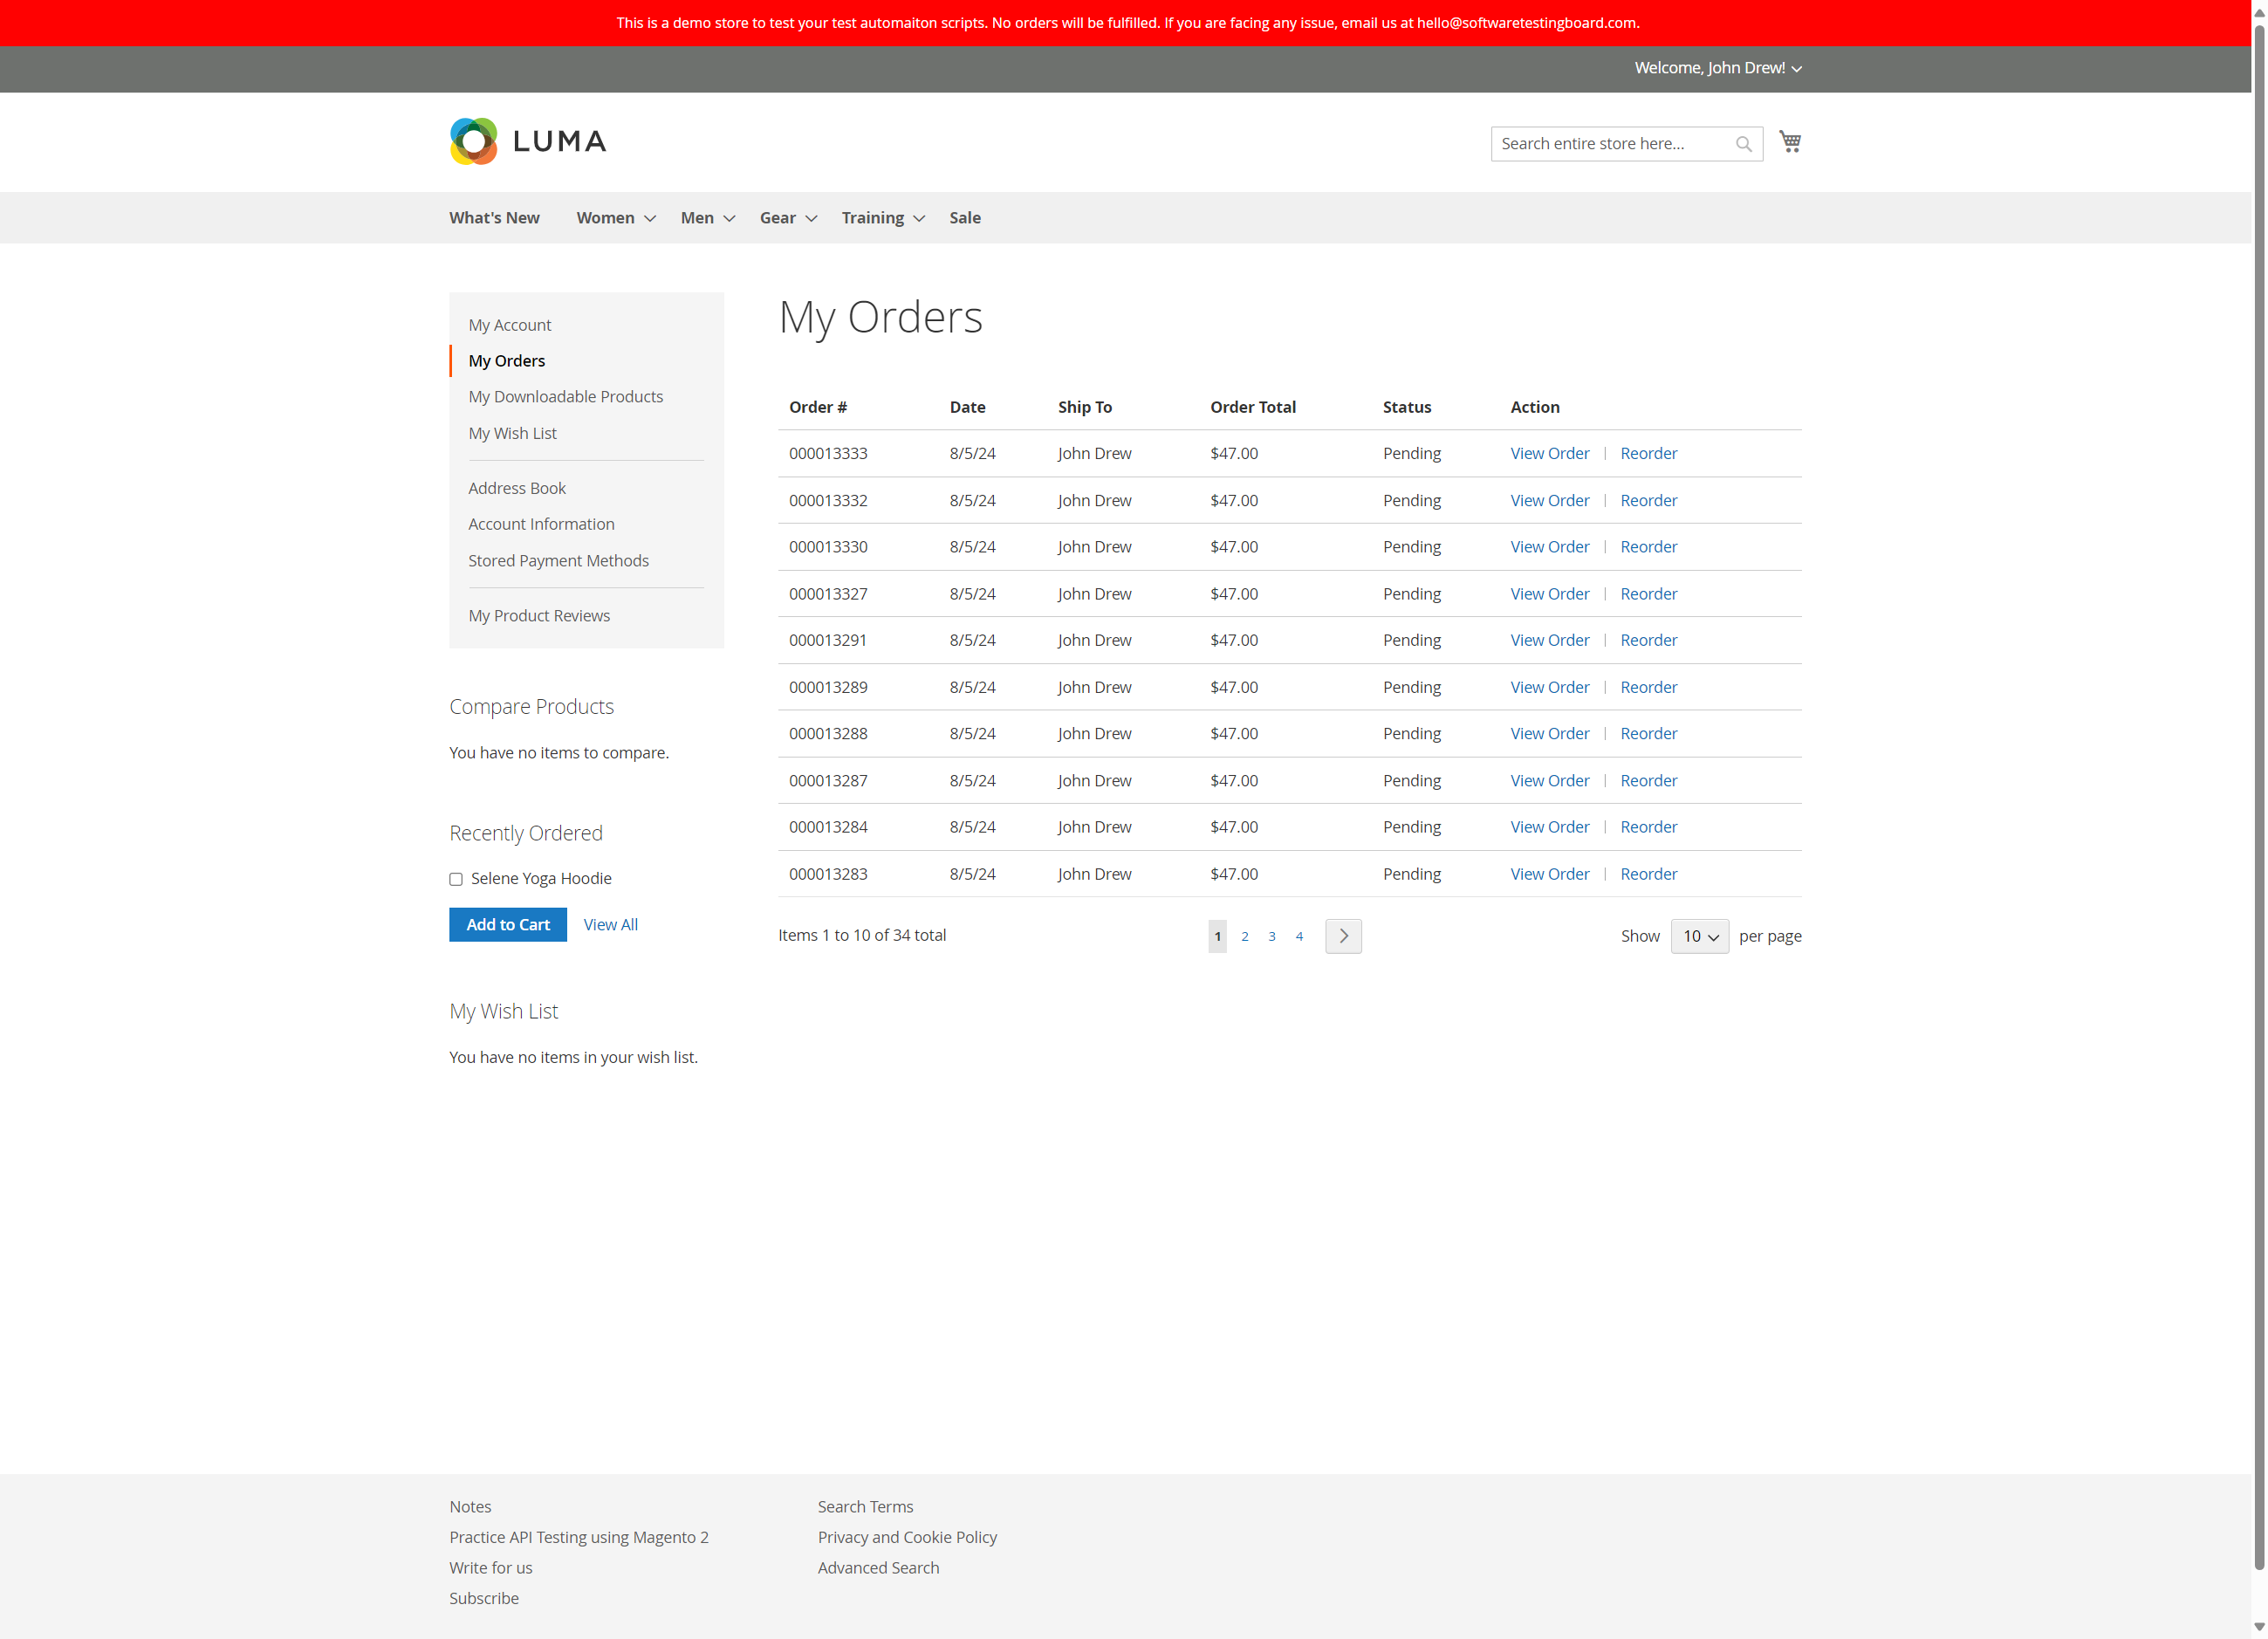 This is a demo store to test your test automaiton scripts. No orders will be fulfilled. If you are facing any issue, email us at hello@softwaretestingboard.com.
Welcome, John Drew!
LUMA
Search entire store here...
What's New Women Men Gear Training Sale
My Account
My Orders
My Downloadable Products
My Wish List
Address Book
Account Information
Stored Payment Methods
My Product Reviews
Compare Products
You have no items to compare.
Recently Ordered
Selene Yoga Hoodie
Add to Cart View All
My Wish List
You have no items in your wish list.
My Orders
Order # Date Ship To Order Total Status Action
000013333 8/5/24 John Drew $47.00 Pending View Order | Reorder
000013332 8/5/24 John Drew $47.00 Pending View Order | Reorder
000013330 8/5/24 John Drew $47.00 Pending View Order | Reorder
000013327 8/5/24 John Drew $47.00 Pending View Order | Reorder
000013291 8/5/24 John Drew $47.00 Pending View Order | Reorder
000013289 8/5/24 John Drew $47.00 Pending View Order | Reorder
000013288 8/5/24 John Drew $47.00 Pending View Order | Reorder
000013287 8/5/24 John Drew $47.00 Pending View Order | Reorder
000013284 8/5/24 John Drew $47.00 Pending View Order | Reorder
000013283 8/5/24 John Drew $47.00 Pending View Order | Reorder
Items 1 to 10 of 34 total 1 2 3 4 Show 10 per page
Notes
Practice API Testing using Magento 2
Write for us
Subscribe
Search Terms
Privacy and Cookie Policy
Advanced Search